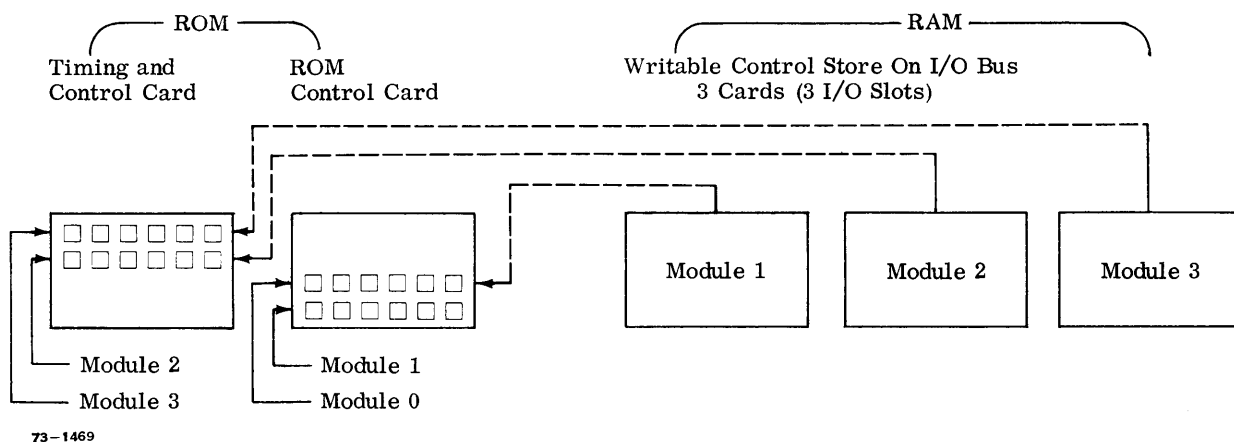 ROM
RAM
Timing and
Control Card
ROM
Control Card
Writable Control Store On I/O Bus
3 Cards (3 I/O Slots)
Module 1
Module 2
Module 3
Module 2
Module 3
Module 1
Module 0
73-1469